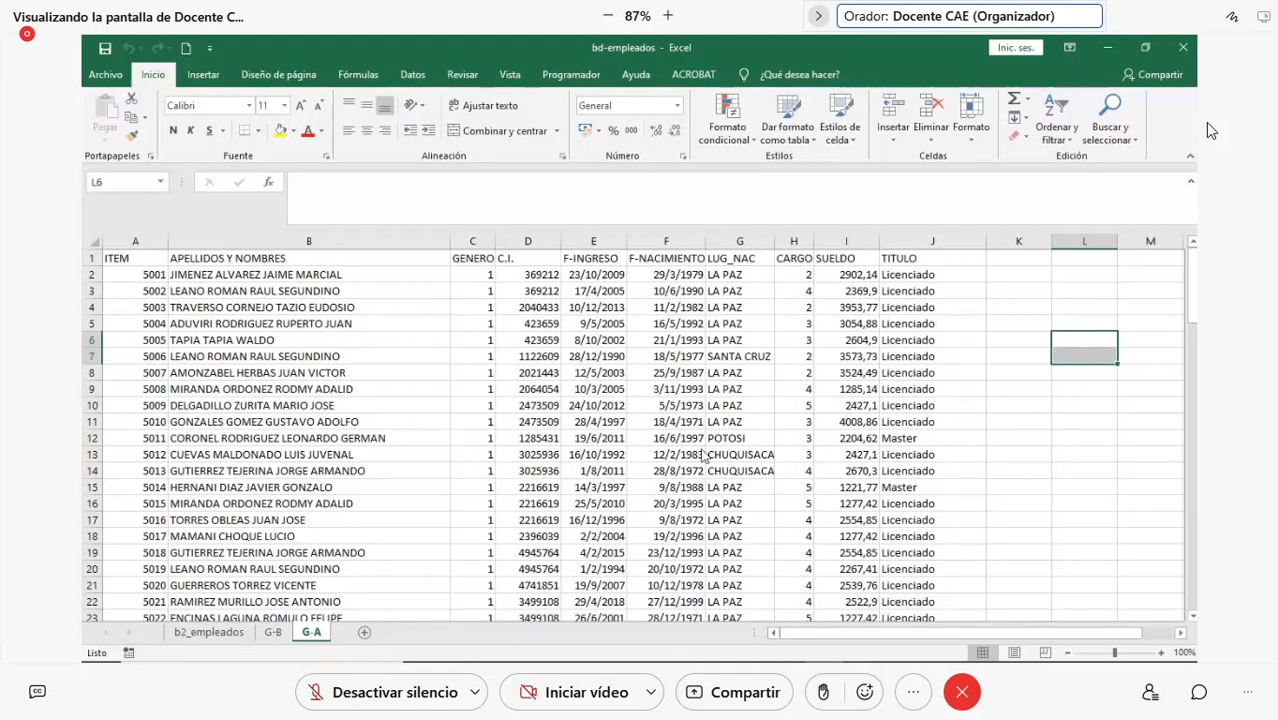 Visualizando la pantalla de Docente C...
87%
Orador: Docente CAE (Organizador)
bd-empleados - Excel
Inic. ses.
Archivo Inicio Insertar Diseño de página Fórmulas Datos Revisar Vista Programador Ayuda ACROBAT ¿Qué desea hacer? Compartir
Pegar
Calibri 11
N K S
Ajustar texto
Combinar y centrar
General
% 000
Formato condicional
Dar formato como tabla
Estilos de celda
Insertar Eliminar Formato
Ordenar y filtrar
Buscar y seleccionar
Portapapeles Fuente Alineación Número Estilos Celdas Edición
L6 fx
A B C D E F G H I J K L M
1 ITEM APELLIDOS Y NOMBRES GENERO C.I. F-INGRESO F-NACIMIENTO LUG_NAC CARGO SUELDO TITULO
2 5001 JIMENEZ ALVAREZ JAIME MARCIAL 1 369212 23/10/2009 29/3/1979 LA PAZ 2 2902,14 Licenciado
3 5002 LEANO ROMAN RAUL SEGUNDINO 1 369212 17/4/2005 10/6/1990 LA PAZ 4 2369,9 Licenciado
4 5003 TRAVERSO CORNEJO TAZIO EUDOSIO 1 2040433 10/12/2013 11/2/1982 LA PAZ 2 3953,77 Licenciado
5 5004 ADUVIRI RODRIGUEZ RUPERTO JUAN 1 423659 9/5/2005 16/5/1992 LA PAZ 3 3054,88 Licenciado
6 5005 TAPIA TAPIA WALDO 1 423659 8/10/2002 21/1/1993 LA PAZ 3 2604,9 Licenciado
7 5006 LEANO ROMAN RAUL SEGUNDINO 1 1122609 28/12/1990 18/5/1977 SANTA CRUZ 2 3573,73 Licenciado
8 5007 AMONZABEL HERBAS JUAN VICTOR 1 2021443 12/5/2003 25/9/1987 LA PAZ 2 3524,49 Licenciado
9 5008 MIRANDA ORDONEZ RODMY ADALID 1 2064054 10/3/2005 3/11/1993 LA PAZ 4 1285,14 Licenciado
10 5009 DELGADILLO ZURITA MARIO JOSE 1 2473509 24/10/2012 5/5/1973 LA PAZ 5 2427,1 Licenciado
11 5010 GONZALES GOMEZ GUSTAVO ADOLFO 1 2473509 28/4/1997 18/4/1971 LA PAZ 1 4008,86 Licenciado
12 5011 CORONEL RODRIGUEZ LEONARDO GERMAN 1 1285431 19/6/2011 16/6/1997 POTOSI 3 2204,62 Master
13 5012 CUEVAS MALDONADO LUIS JUVENAL 1 3025936 16/10/1992 12/2/1983 CHUQUISACA 3 2427,1 Licenciado
14 5013 GUTIERREZ TEJERINA JORGE ARMANDO 1 3025936 1/8/2011 28/8/1972 CHUQUISACA 4 2670,3 Licenciado
15 5014 HERNANI DIAZ JAVIER GONZALO 1 2216619 14/3/1997 9/8/1988 LA PAZ 5 1221,77 Master
16 5015 MIRANDA ORDONEZ RODMY ADALID 1 2216619 25/5/2010 20/3/1995 LA PAZ 4 1277,42 Licenciado
17 5016 TORRES OBLEAS JUAN JOSE 1 2216619 16/12/1996 9/8/1972 LA PAZ 4 2554,85 Licenciado
18 5017 MAMANI CHOQUE LUCIO 1 2396039 2/2/2004 19/2/1996 LA PAZ 4 1277,42 Licenciado
19 5018 GUTIERREZ TEJERINA JORGE ARMANDO 1 4945764 4/2/2015 23/12/1993 LA PAZ 4 2554,85 Licenciado
20 5019 LEANO ROMAN RAUL SEGUNDINO 1 4945764 1/2/1994 20/10/1972 LA PAZ 4 2267,41 Licenciado
21 5020 GUERREROS TORREZ VICENTE 1 4741851 19/9/2007 10/12/1978 LA PAZ 4 2539,76 Licenciado
22 5021 RAMIREZ MURILLO JOSE ANTONIO 1 3499108 29/4/2018 27/12/1999 LA PAZ 4 2522,9 Licenciado
23 5022 ENCINAS LAGUNA ROMULO FELIPE 1 3499108 26/6/2001 28/12/1971 LA PAZ 5 1227,42 Licenciado
b2_empleados G-B G-A
Listo 100%
Desactivar silencio Iniciar vídeo Compartir